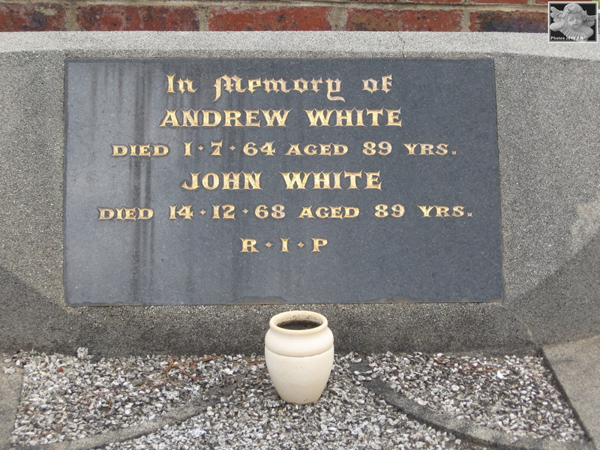 In Memory of
ANDREW WHITE
DIED 1·7·64 AGED 89 YRS.
JOHN WHITE
DIED 14·12·68 AGED 89 YRS.
R·I·P